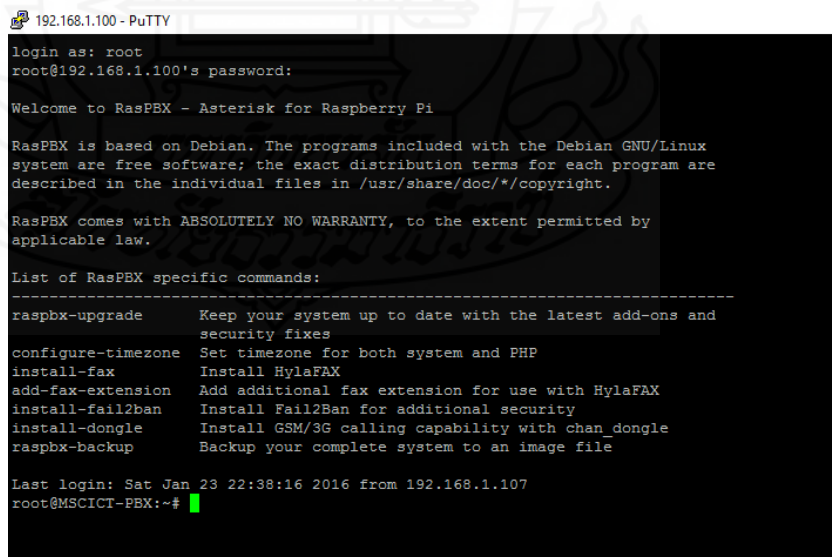 192.168.1.100 - PuTTY
login as: root
root@192.168.1.100's password:
Welcome to RasPBX - Asterisk for Raspberry Pi
RasPBX is based on Debian. The programs included with the Debian GNU/Linux
system are free software; the exact distribution terms for each program are
described in the individual files in /usr/share/doc/*/copyright.
RasPBX comes with ABSOLUTELY NO WARRANTY, to the extent permitted by
applicable law.
List of RasPBX specific commands:
-----------------------------------------------------------------------------
raspbx-upgrade Keep your system up to date with the latest add-ons and
security fixes
configure-timezone Set timezone for both system and PHP
install-fax Install HylaFAX
add-fax-extension Add additional fax extension for use with HylaFAX
install-fail2ban Install Fail2Ban for additional security
install-dongle Install GSM/3G calling capability with chan_dongle
raspbx-backup Backup your complete system to an image file
Last login: Sat Jan 23 22:38:16 2016 from 192.168.1.107
root@MSCICT-PBX:~#